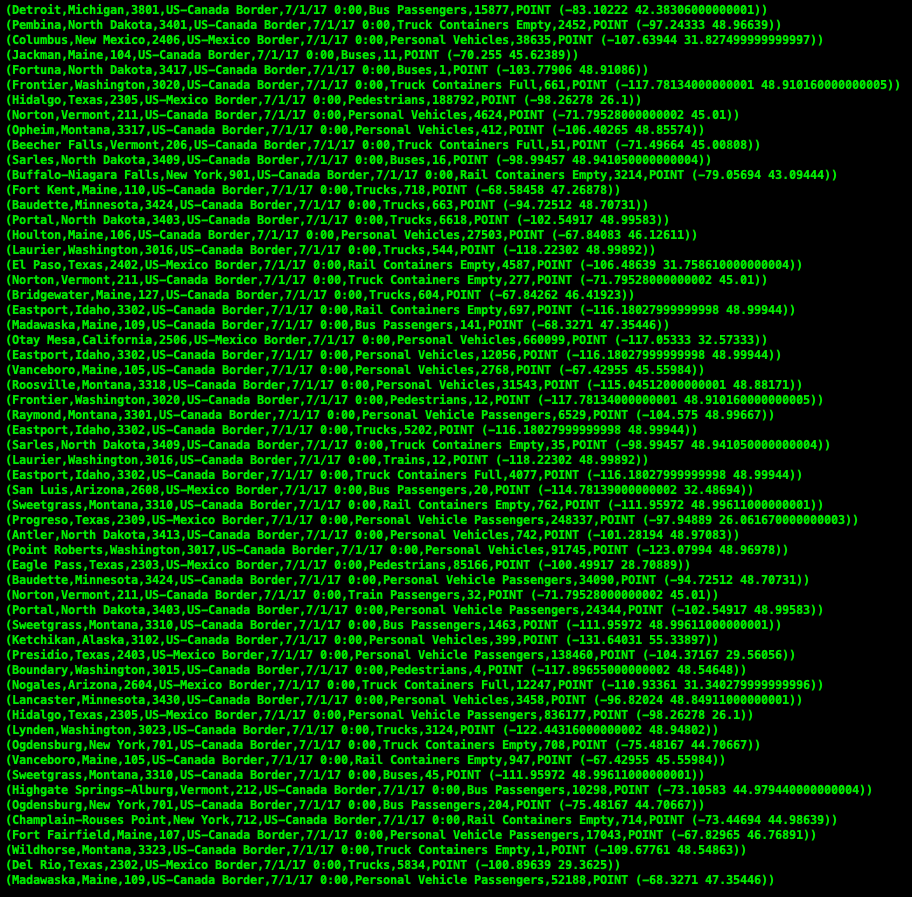 (Detroit,Michigan,3801,US-Canada Border,7/1/17 0:00,Bus Passengers,15877,POINT (-83.10222 42.38306000000001))
(Pembina,North Dakota,3401,US-Canada Border,7/1/17 0:00,Truck Containers Empty,2452,POINT (-97.24333 48.96639))
(Columbus,New Mexico,2406,US-Mexico Border,7/1/17 0:00,Personal Vehicles,38635,POINT (-107.63944 31.827499999999997))
(Jackman,Maine,104,US-Canada Border,7/1/17 0:00,Buses,11,POINT (-70.255 45.62389))
(Fortuna,North Dakota,3417,US-Canada Border,7/1/17 0:00,Buses,1,POINT (-103.77906 48.91086))
(Frontier,Washington,3020,US-Canada Border,7/1/17 0:00,Truck Containers Full,661,POINT (-117.78134000000001 48.910160000000005))
(Hidalgo,Texas,2305,US-Mexico Border,7/1/17 0:00,Pedestrians,188792,POINT (-98.26278 26.1))
(Norton,Vermont,211,US-Canada Border,7/1/17 0:00,Personal Vehicles,4624,POINT (-71.79528000000002 45.01))
(Opheim,Montana,3317,US-Canada Border,7/1/17 0:00,Personal Vehicles,412,POINT (-106.40265 48.85574))
(Beecher Falls,Vermont,206,US-Canada Border,7/1/17 0:00,Truck Containers Full,51,POINT (-71.49664 45.00808))
(Sarles,North Dakota,3409,US-Canada Border,7/1/17 0:00,Buses,16,POINT (-98.99457 48.941050000000004))
(Buffalo-Niagara Falls,New York,901,US-Canada Border,7/1/17 0:00,Rail Containers Empty,3214,POINT (-79.05694 43.09444))
(Fort Kent,Maine,110,US-Canada Border,7/1/17 0:00,Trucks,718,POINT (-68.58458 47.26878))
(Baudette,Minnesota,3424,US-Canada Border,7/1/17 0:00,Trucks,663,POINT (-94.72512 48.70731))
(Portal,North Dakota,3403,US-Canada Border,7/1/17 0:00,Trucks,6618,POINT (-102.54917 48.99583))
(Houlton,Maine,106,US-Canada Border,7/1/17 0:00,Personal Vehicles,27503,POINT (-67.84083 46.12611))
(Laurier,Washington,3016,US-Canada Border,7/1/17 0:00,Trucks,544,POINT (-118.22302 48.99892))
(El Paso,Texas,2402,US-Mexico Border,7/1/17 0:00,Rail Containers Empty,4587,POINT (-106.48639 31.758610000000004))
(Norton,Vermont,211,US-Canada Border,7/1/17 0:00,Truck Containers Empty,277,POINT (-71.79528000000002 45.01))
(Bridgewater,Maine,127,US-Canada Border,7/1/17 0:00,Trucks,604,POINT (-67.84262 46.41923))
(Eastport,Idaho,3302,US-Canada Border,7/1/17 0:00,Rail Containers Empty,697,POINT (-116.18027999999998 48.99944))
(Madawaska,Maine,109,US-Canada Border,7/1/17 0:00,Bus Passengers,141,POINT (-68.3271 47.35446))
(Otay Mesa,California,2506,US-Mexico Border,7/1/17 0:00,Personal Vehicles,660099,POINT (-117.05333 32.57333))
(Eastport,Idaho,3302,US-Canada Border,7/1/17 0:00,Personal Vehicles,12056,POINT (-116.18027999999998 48.99944))
(Vanceboro,Maine,105,US-Canada Border,7/1/17 0:00,Personal Vehicles,2768,POINT (-67.42955 45.55984))
(Roosville,Montana,3318,US-Canada Border,7/1/17 0:00,Personal Vehicles,31543,POINT (-115.04512000000001 48.88171))
(Frontier,Washington,3020,US-Canada Border,7/1/17 0:00,Pedestrians,12,POINT (-117.78134000000001 48.910160000000005))
(Raymond,Montana,3301,US-Canada Border,7/1/17 0:00,Personal Vehicle Passengers,6529,POINT (-104.575 48.99667))
(Eastport,Idaho,3302,US-Canada Border,7/1/17 0:00,Trucks,5202,POINT (-116.18027999999998 48.99944))
(Sarles,North Dakota,3409,US-Canada Border,7/1/17 0:00,Truck Containers Empty,35,POINT (-98.99457 48.941050000000004))
(Laurier,Washington,3016,US-Canada Border,7/1/17 0:00,Trains,12,POINT (-118.22302 48.99892))
(Eastport,Idaho,3302,US-Canada Border,7/1/17 0:00,Truck Containers Full,4077,POINT (-116.18027999999998 48.99944))
(San Luis,Arizona,2608,US-Mexico Border,7/1/17 0:00,Bus Passengers,20,POINT (-114.78139000000002 32.48694))
(Sweetgrass,Montana,3310,US-Canada Border,7/1/17 0:00,Rail Containers Empty,762,POINT (-111.95972 48.99611000000001))
(Progreso,Texas,2309,US-Mexico Border,7/1/17 0:00,Personal Vehicle Passengers,248337,POINT (-97.94889 26.061670000000003))
(Antler,North Dakota,3413,US-Canada Border,7/1/17 0:00,Personal Vehicles,742,POINT (-101.28194 48.97083))
(Point Roberts,Washington,3017,US-Canada Border,7/1/17 0:00,Personal Vehicles,91745,POINT (-123.07994 48.96978))
(Eagle Pass,Texas,2303,US-Mexico Border,7/1/17 0:00,Pedestrians,85166,POINT (-100.49917 28.70889))
(Baudette,Minnesota,3424,US-Canada Border,7/1/17 0:00,Personal Vehicle Passengers,34090,POINT (-94.72512 48.70731))
(Norton,Vermont,211,US-Canada Border,7/1/17 0:00,Train Passengers,32,POINT (-71.79528000000002 45.01))
(Portal,North Dakota,3403,US-Canada Border,7/1/17 0:00,Personal Vehicle Passengers,24344,POINT (-102.54917 48.99583))
(Sweetgrass,Montana,3310,US-Canada Border,7/1/17 0:00,Bus Passengers,1463,POINT (-111.95972 48.99611000000001))
(Ketchikan,Alaska,3102,US-Canada Border,7/1/17 0:00,Personal Vehicles,399,POINT (-131.64031 55.33897))
(Presidio,Texas,2403,US-Mexico Border,7/1/17 0:00,Personal Vehicle Passengers,138460,POINT (-104.37167 29.56056))
(Boundary,Washington,3015,US-Canada Border,7/1/17 0:00,Pedestrians,4,POINT (-117.89655000000002 48.54648))
(Nogales,Arizona,2604,US-Mexico Border,7/1/17 0:00,Truck Containers Full,12247,POINT (-110.93361 31.340279999999996))
(Lancaster,Minnesota,3430,US-Canada Border,7/1/17 0:00,Personal Vehicles,3458,POINT (-96.82024 48.84911000000001))
(Hidalgo,Texas,2305,US-Mexico Border,7/1/17 0:00,Personal Vehicle Passengers,836177,POINT (-98.26278 26.1))
(Lynden,Washington,3023,US-Canada Border,7/1/17 0:00,Trucks,3124,POINT (-122.44316000000002 48.94802))
(Ogdensburg,New York,701,US-Canada Border,7/1/17 0:00,Truck Containers Empty,708,POINT (-75.48167 44.70667))
(Vanceboro,Maine,105,US-Canada Border,7/1/17 0:00,Rail Containers Empty,947,POINT (-67.42955 45.55984))
(Sweetgrass,Montana,3310,US-Canada Border,7/1/17 0:00,Buses,45,POINT (-111.95972 48.99611000000001))
(Highgate Springs-Alburg,Vermont,212,US-Canada Border,7/1/17 0:00,Bus Passengers,10298,POINT (-73.10583 44.979440000000004))
(Ogdensburg,New York,701,US-Canada Border,7/1/17 0:00,Bus Passengers,204,POINT (-75.48167 44.70667))
(Champlain-Rouses Point,New York,712,US-Canada Border,7/1/17 0:00,Rail Containers Empty,714,POINT (-73.44694 44.98639))
(Fort Fairfield,Maine,107,US-Canada Border,7/1/17 0:00,Personal Vehicle Passengers,17043,POINT (-67.82965 46.76891))
(Wildhorse,Montana,3323,US-Canada Border,7/1/17 0:00,Truck Containers Empty,1,POINT (-109.67761 48.54863))
(Del Rio,Texas,2302,US-Mexico Border,7/1/17 0:00,Trucks,5834,POINT (-100.89639 29.3625))
(Madawaska,Maine,109,US-Canada Border,7/1/17 0:00,Personal Vehicle Passengers,52188,POINT (-68.3271 47.35446))